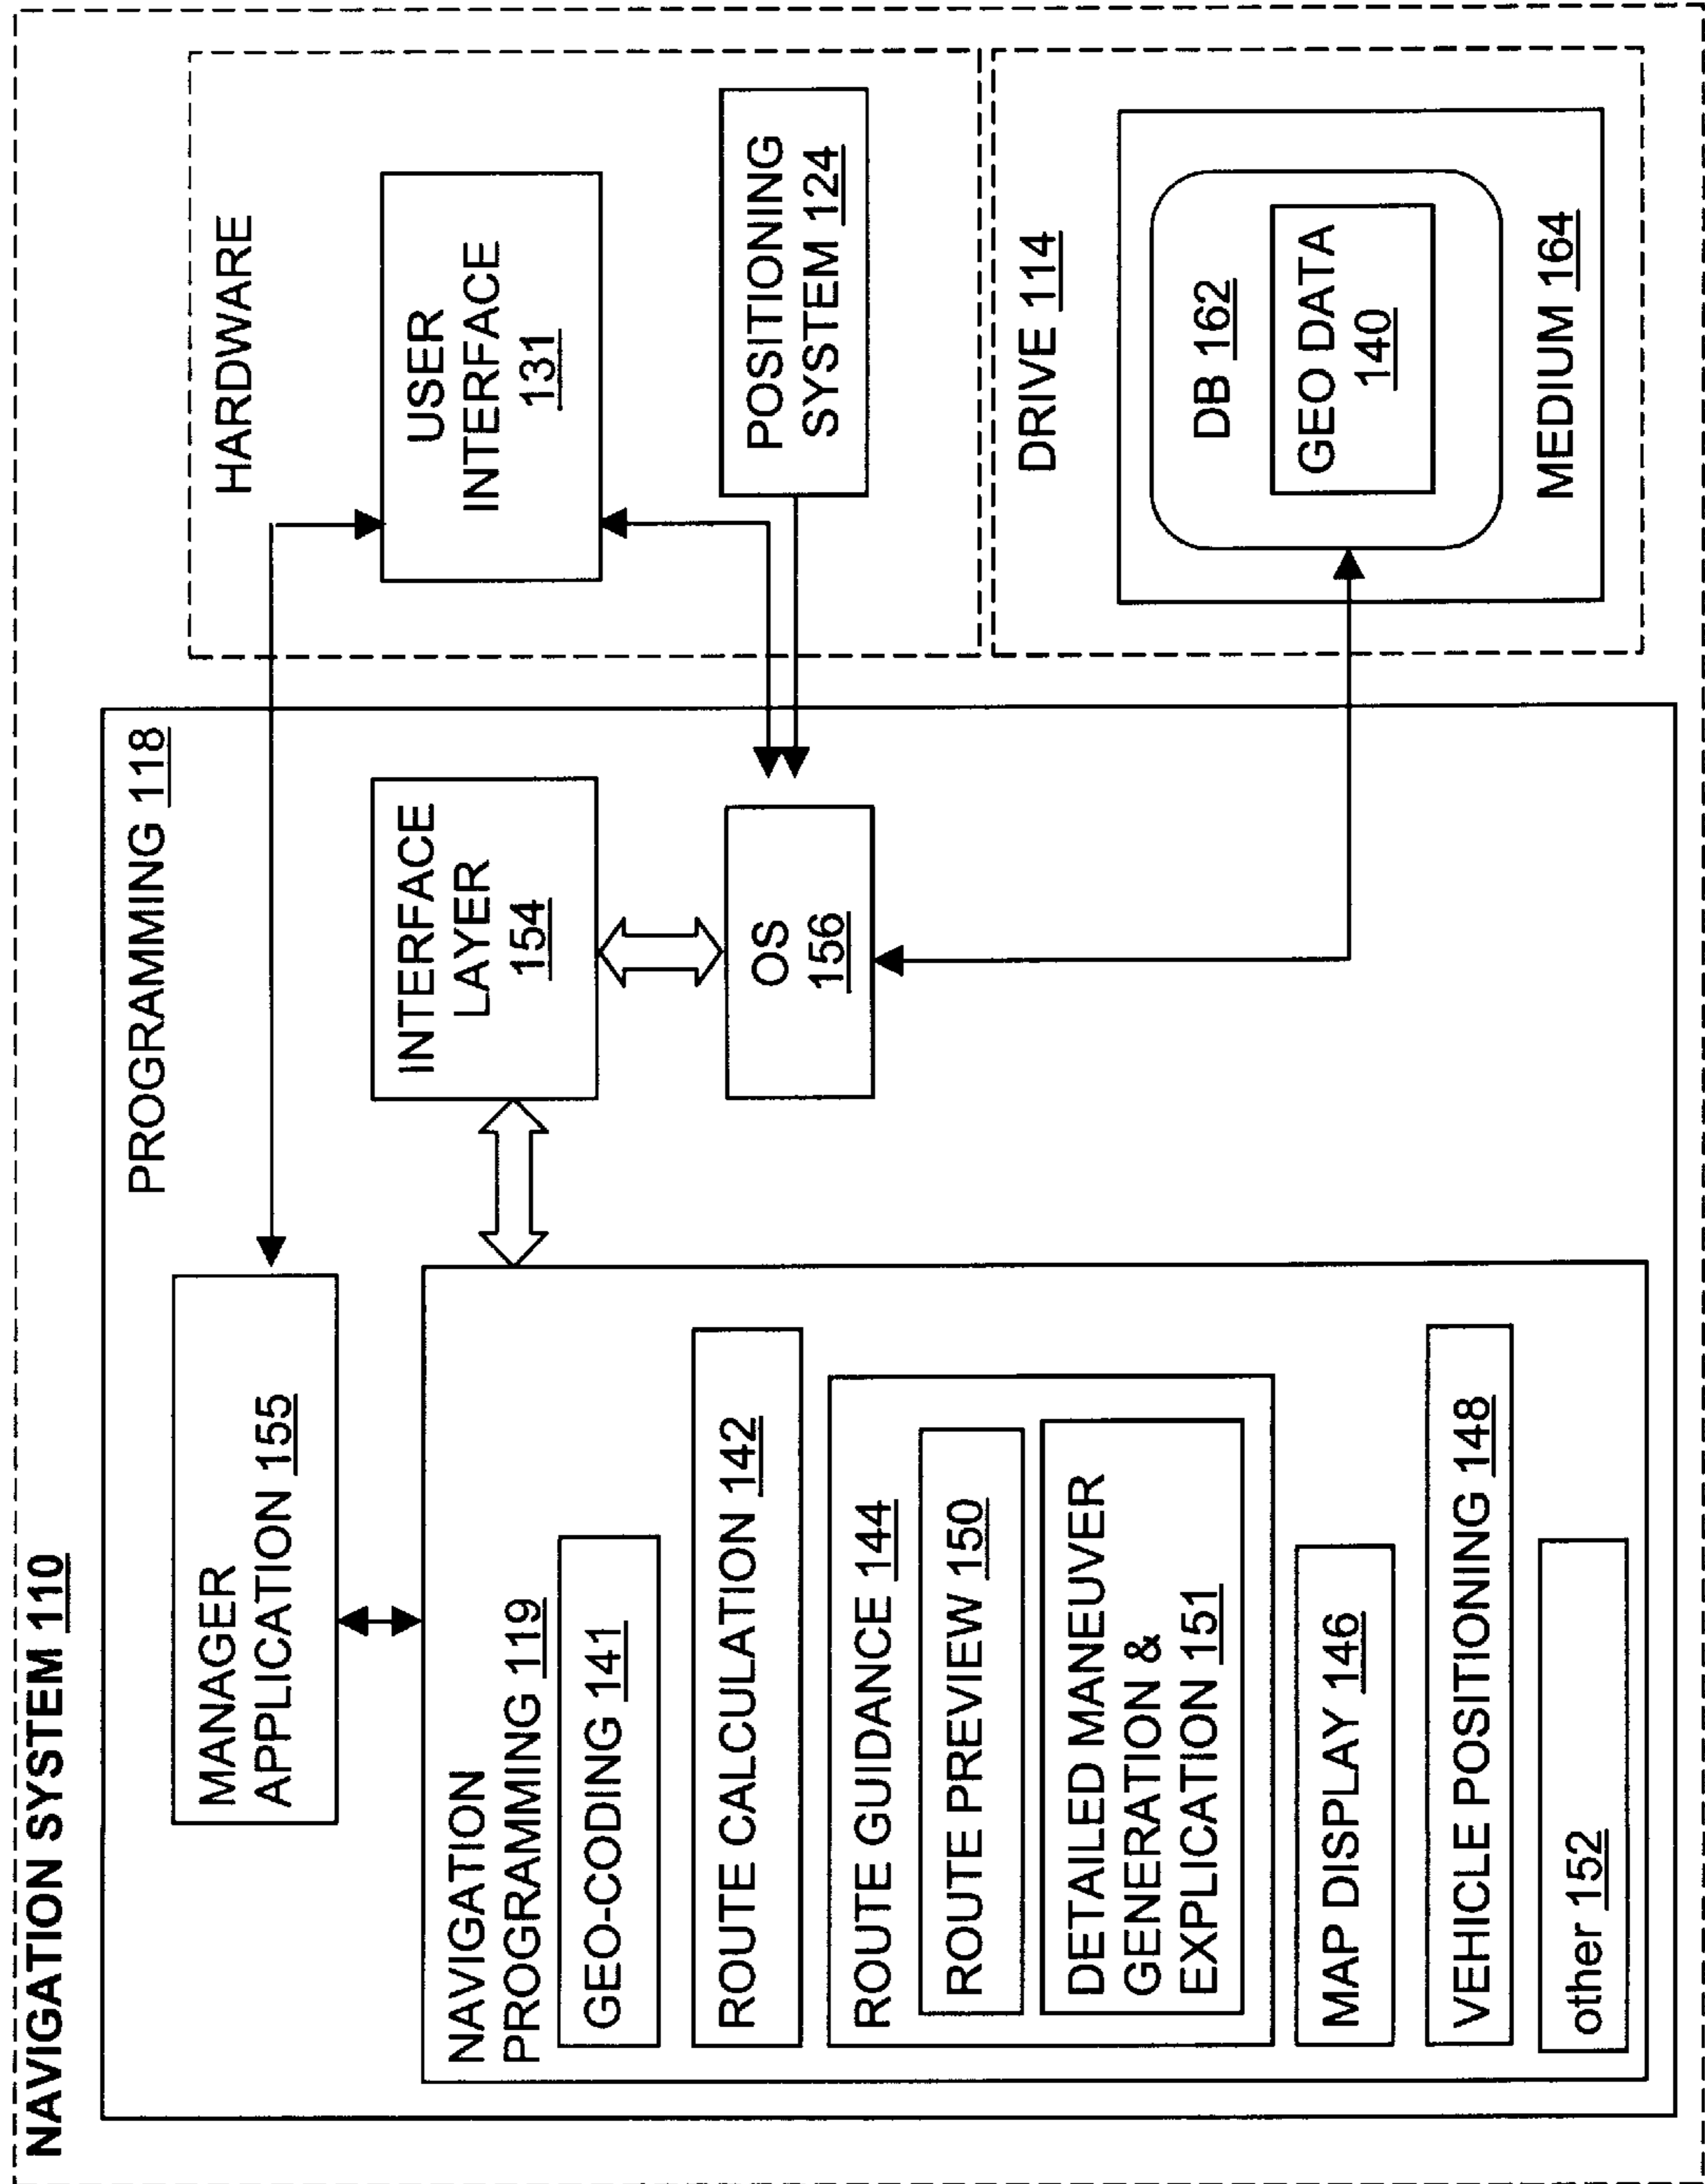 NAVIGATION SYSTEM 110
PROGRAMMING 118
MANAGER
APPLICATION 155
NAVIGATION
PROGRAMMING 119
GEO-CODING 141
ROUTE CALCULATION 142
ROUTE GUIDANCE 144
ROUTE PREVIEW 150
DETAILED MANEUVER
GENERATION &
EXPLICATION 151
MAP DISPLAY 146
VEHICLE POSITIONING 148
other 152
INTERFACE
LAYER
154
OS
156
HARDWARE
USER
INTERFACE
131
POSITIONING
SYSTEM 124
DRIVE 114
DB 162
GEO DATA
140
MEDIUM 164